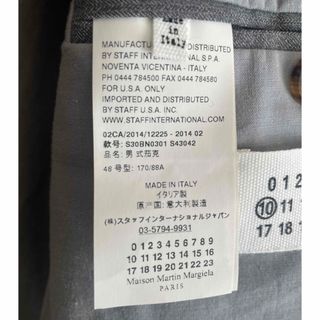 Made
in
Italy
MANUFACTURED AND DISTRIBUTED
BY STAFF INTERNATIONAL S.P.A.
NOVENTA VICENTINA - ITALY
PH 0444 784500 FAX 0444 784580
FOR U.S.A. ONLY
IMPORTED AND DISTRIBUTED
BY STAFF USA INC.
WWW.STAFFINTERNATIONAL.COM
02CA/2014/12225 - 2014 02
款号: S30BN0301 S43042
品名: 男式茄克
46 号型: 170/88A
MADE IN ITALY
イタリア製
原产国: 意大利製造
(株)スタッフインターナショナルジャパン
03-5794-9931
0 1 2 3 4 5 6 7 8 9
10 11 12 13 14 15 16
17 18 19 20 21 22 23
Maison Martin Margiela
PARIS
0 1 2
10 11
17 18